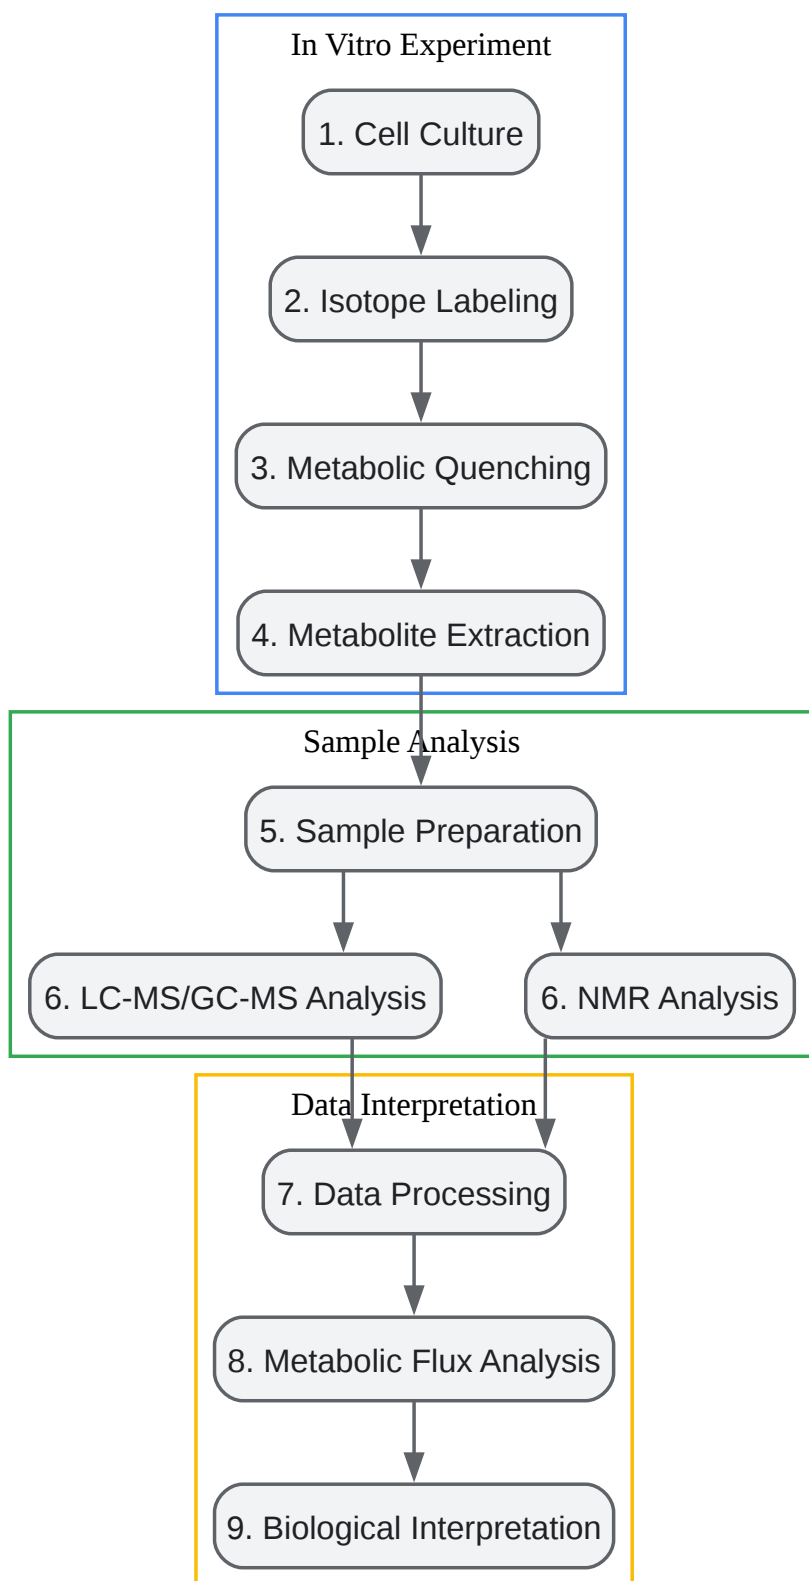 In Vitro Experiment
1. Cell Culture
2. Isotope Labeling
3. Metabolic Quenching
4. Metabolite Extraction
Sample Analysis
5. Sample Preparation
6. LC-MS/GC-MS Analysis
6. NMR Analysis
Data Interpretation
7. Data Processing
8. Metabolic Flux Analysis
9. Biological Interpretation